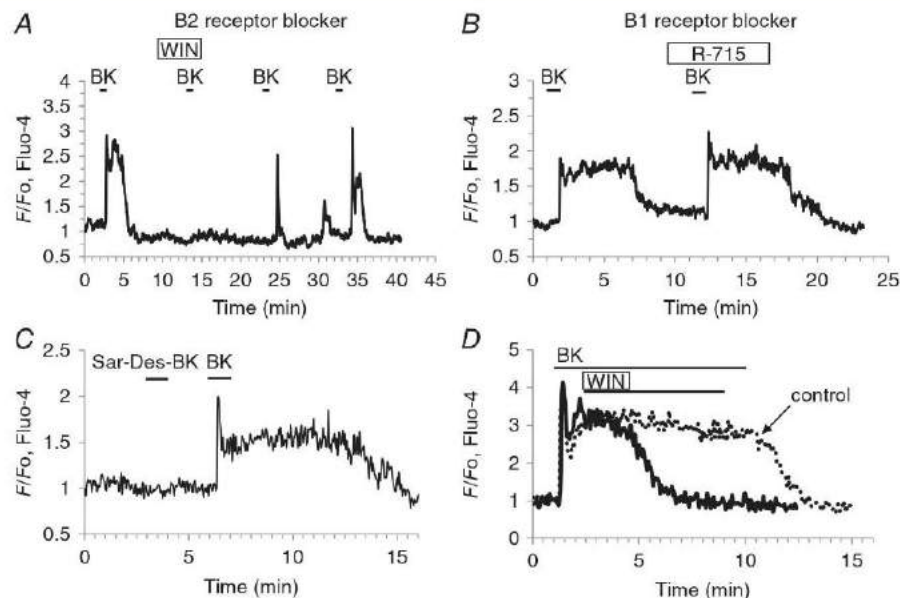 A
B2 receptor blocker
WIN
BK BK BK BK
4
3.5
3
2.5
2
1.5
1
0.5
F/Fo, Fluo-4
0 5 10 15 20 25 30 35 40 45
Time (min)
B
B1 receptor blocker
R-715
BK BK
3
2.5
2
1.5
1
0.5
F/Fo, Fluo-4
0 5 10 15 20 25
Time (min)
C
Sar-Des-BK BK
2.5
2
1.5
1
0.5
F/Fo, Fluo-4
0 5 10 15
Time (min)
D
BK
WIN
control
5
4
3
2
1
0
F/Fo, Fluo-4
0 5 10 15
Time (min)